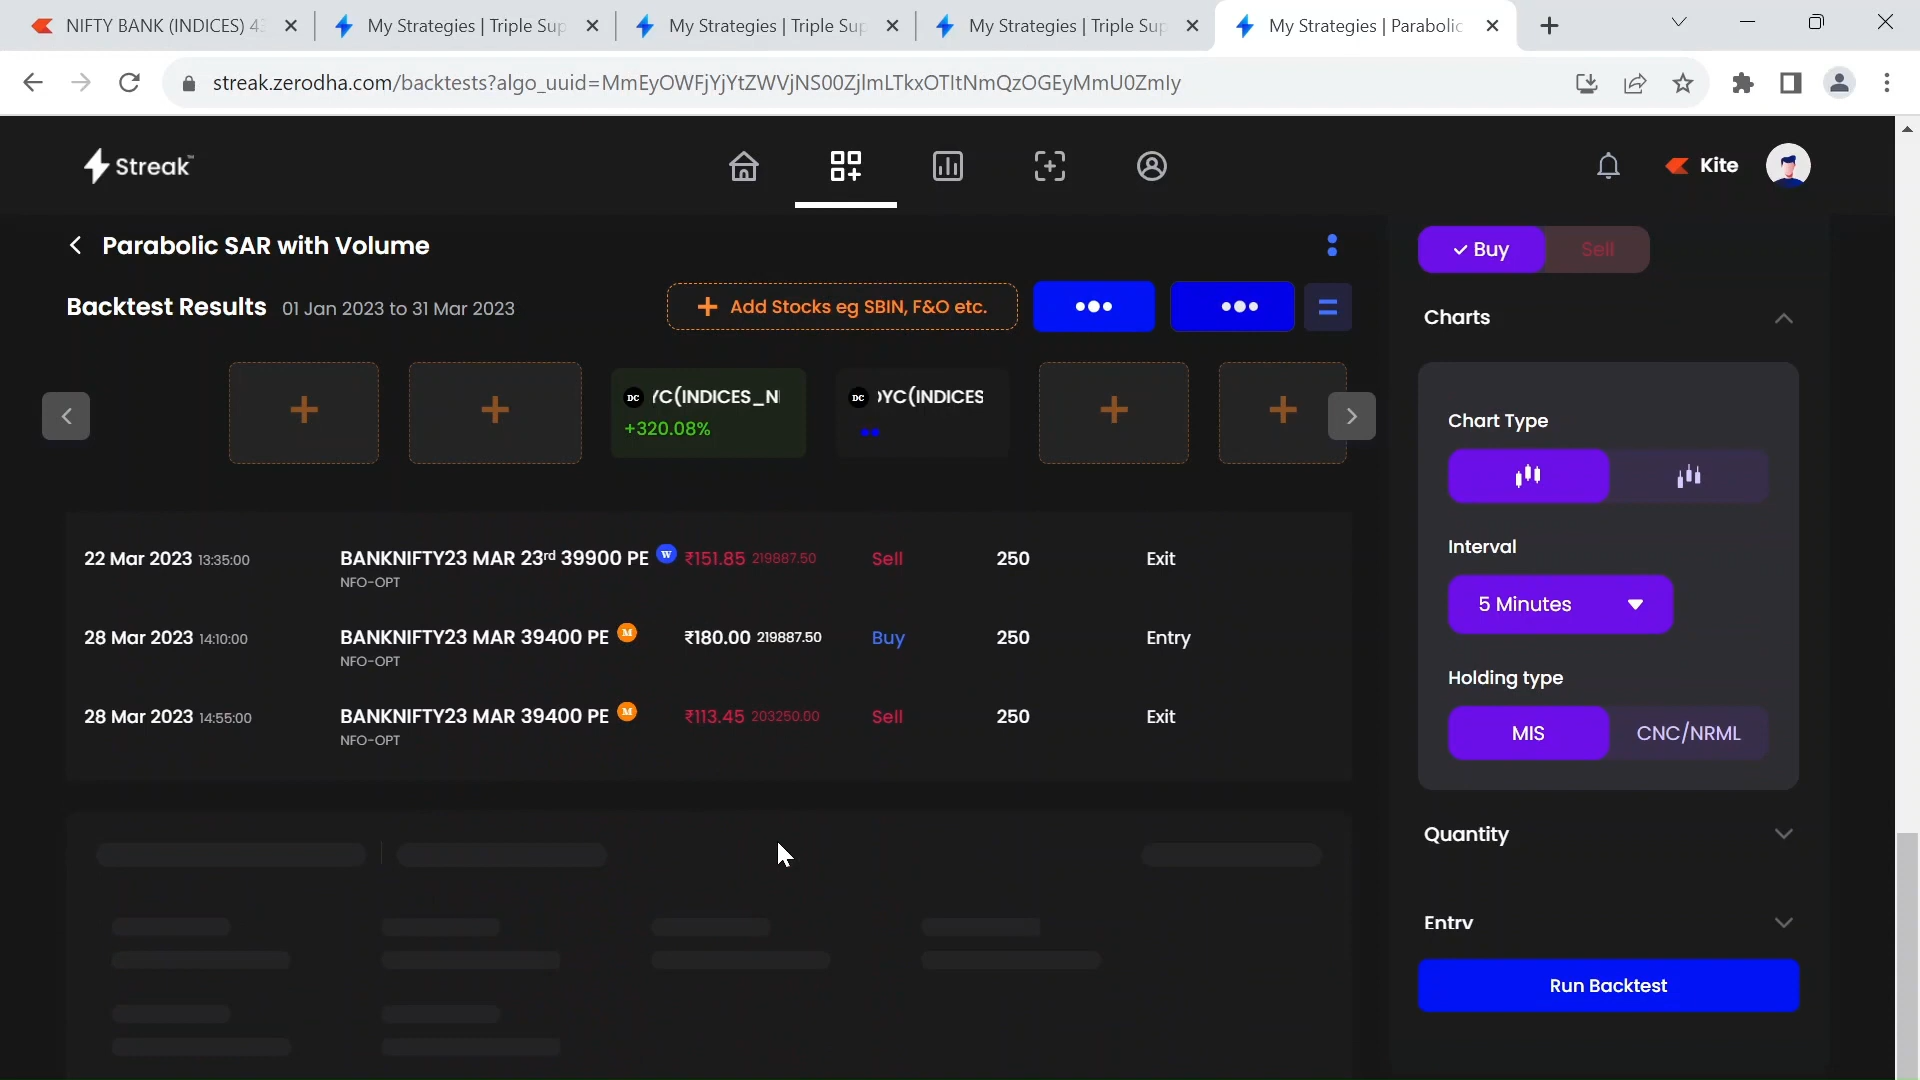 NIFTY BANK (INDICES) 43
My Strategies | Triple Sup
My Strategies | Triple Sup
My Strategies | Triple Sup
My Strategies | Parabolic
streak.zerodha.com/backtests?algo_uuid=MmEyOWFjYjYtZWVjNS00ZjlmLTkxOTItNmQzOGEyMmU0Zmly
Streak™
Kite
Parabolic SAR with Volume
Backtest Results 01 Jan 2023 to 31 Mar 2023
+ Add Stocks eg SBIN, F&O etc.
DC YC(INDICES_NI
+320.08%
DC DYC(INDICES
22 Mar 2023 13:35:00 BANKNIFTY23 MAR 23rd 39900 PE W ₹151.85 219887.50 Sell 250 Exit
NFO-OPT
28 Mar 2023 14:10:00 BANKNIFTY23 MAR 39400 PE M ₹180.00 219887.50 Buy 250 Entry
NFO-OPT
28 Mar 2023 14:55:00 BANKNIFTY23 MAR 39400 PE M ₹113.45 203250.00 Sell 250 Exit
NFO-OPT
Buy Sell
Charts
Chart Type
Interval
5 Minutes
Holding type
MIS CNC/NRML
Quantity
Entry
Run Backtest